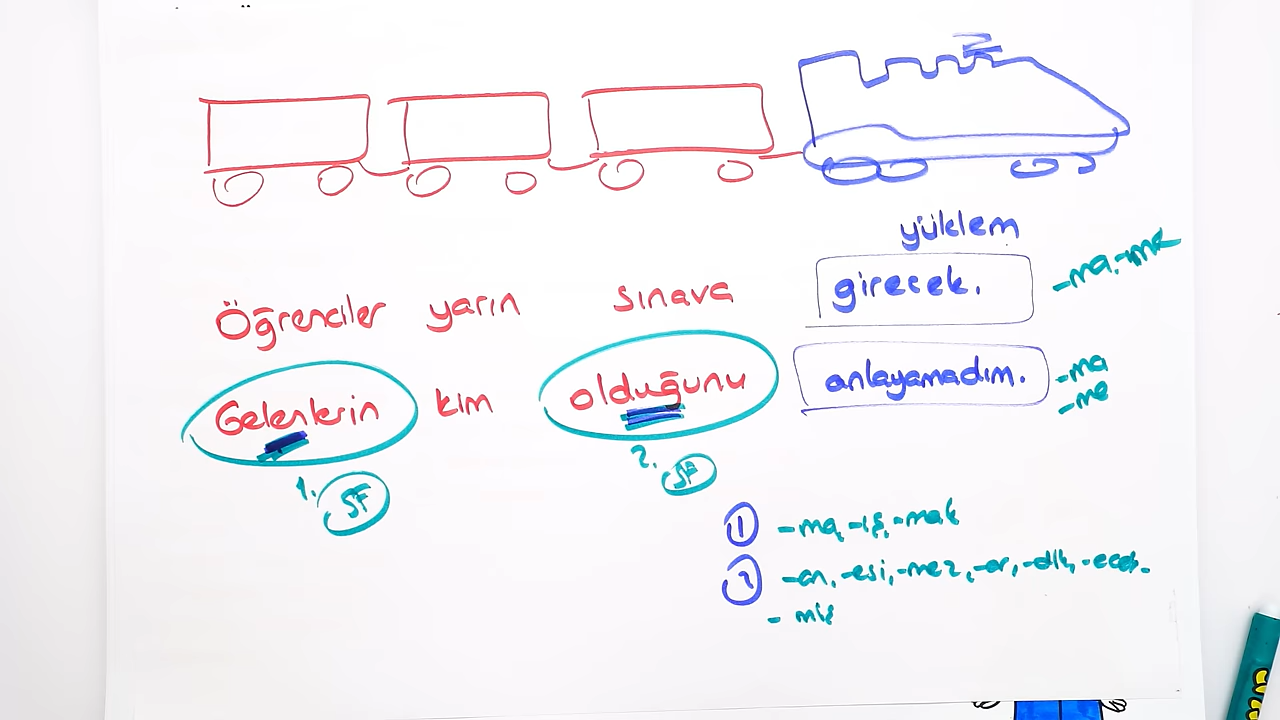 yüklem
Öğrenciler yarın sınava girecek. -ma, -me
Gelenlerin kim olduğunu anlayamadım. -ma
-me
1. SF
2. SF
1 -ma, -ış, -mak
2 -an, -esi, -mez, -ar, -dik, -ecek.
- miş